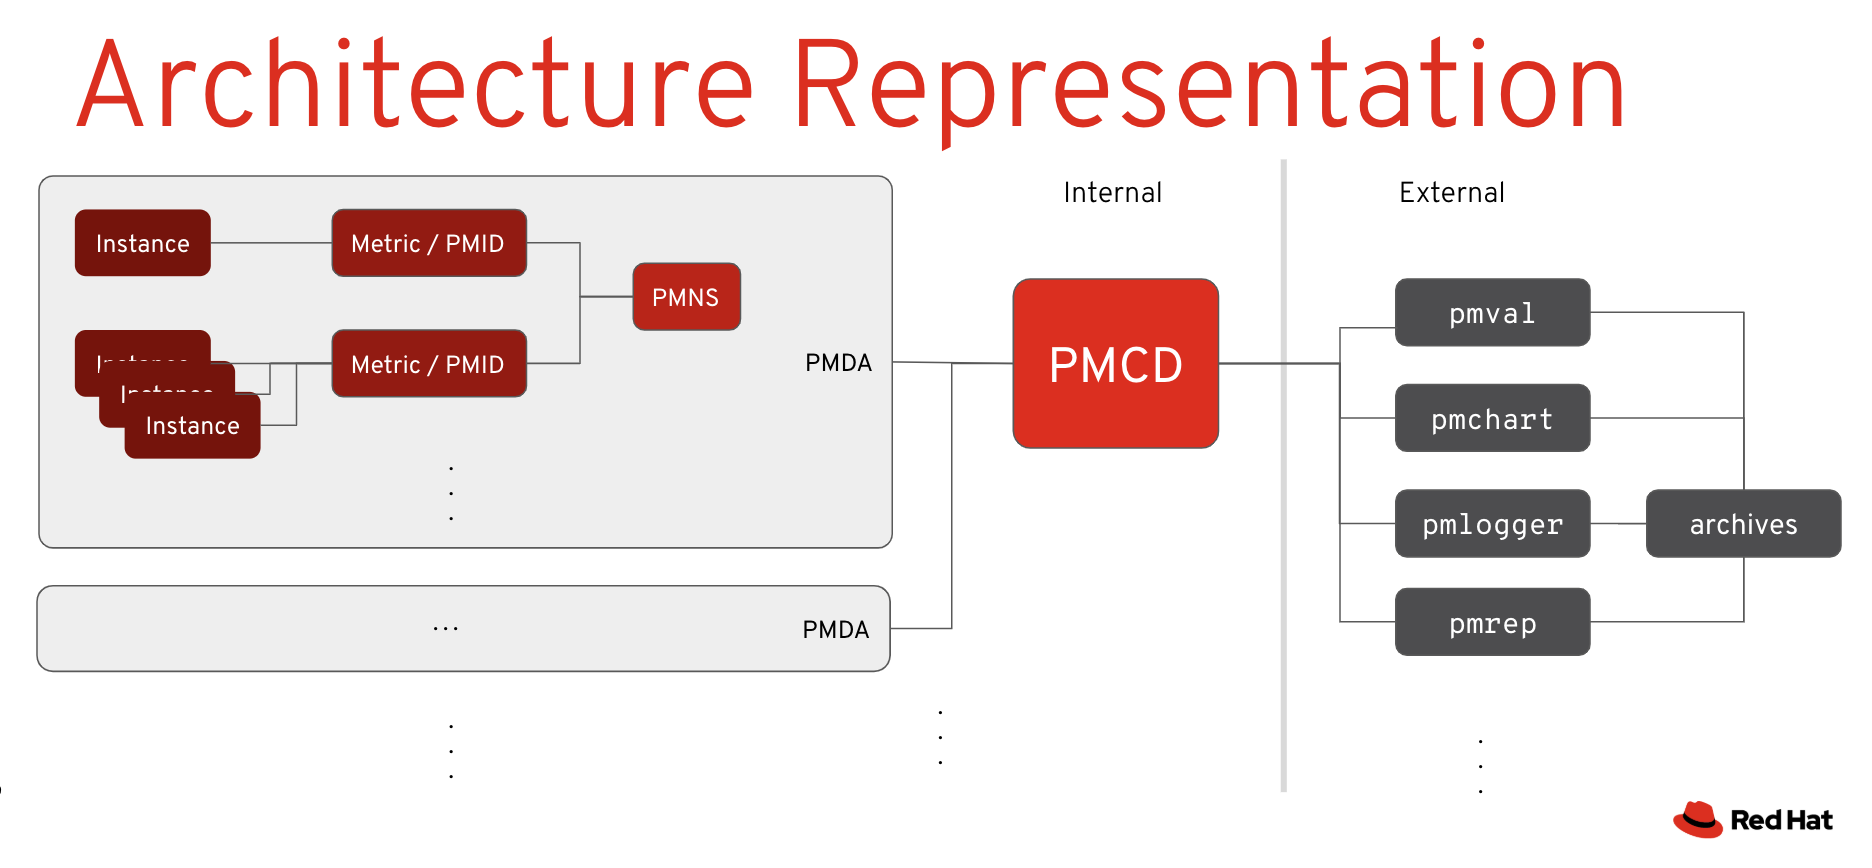 Architecture Representation
Internal
External
Instance
Metric / PMID
PMNS
Instance
Instance
Instance
Metric / PMID
PMDA
PMCD
pmval
pmchart
pmlogger
archives
pmrep
...
PMDA
Red Hat